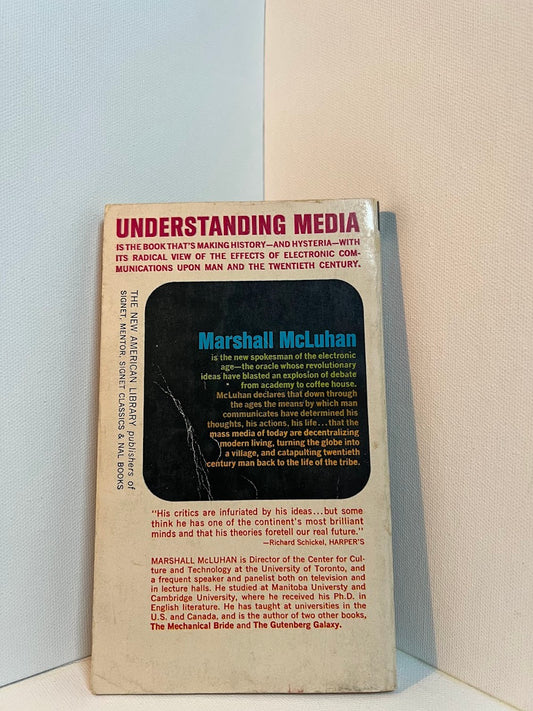 UNDERSTANDING MEDIA
IS THE BOOK THAT'S MAKING HISTORY—AND HYSTERIA—WITH
ITS RADICAL VIEW OF THE EFFECTS OF ELECTRONIC COM-
MUNICATIONS UPON MAN AND THE TWENTIETH CENTURY.
THE NEW AMERICAN LIBRARY publishers of
SIGNET, MENTOR, SIGNET CLASSICS & NAL BOOKS
Marshall McLuhan
is the new spokesman of the electronic
age—the oracle whose revolutionary
ideas have blasted an explosion of debate
from academy to coffee house.
McLuhan declares that down through
the ages the means by which man
communicates have determined his
thoughts, his actions, his life...that the
mass media of today are decentralizing
modern living, turning the globe into
a village, and catapulting twentieth
century man back to the life of the tribe.
"His critics are infuriated by his ideas...but some
think he has one of the continent's most brilliant
minds and that his theories foretell our real future."
—Richard Schickel, HARPER'S
MARSHALL McLUHAN is Director of the Center for Cul-
ture and Technology at the University of Toronto, and
a frequent speaker and panelist both on television and
in lecture halls. He studied at Manitoba Universty and
Cambridge University, where he received his Ph.D. in
English literature. He has taught at universities in the
U.S. and Canada, and is the author of two other books,
The Mechanical Bride and The Gutenberg Galaxy.